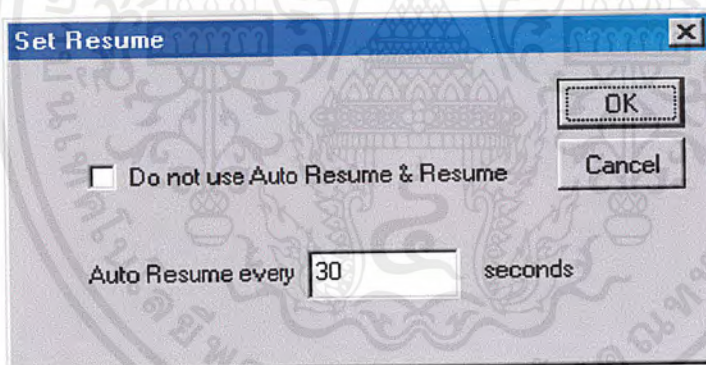 Set Resume
OK
Do not use Auto Resume & Resume
Cancel
Auto Resume every 30 seconds